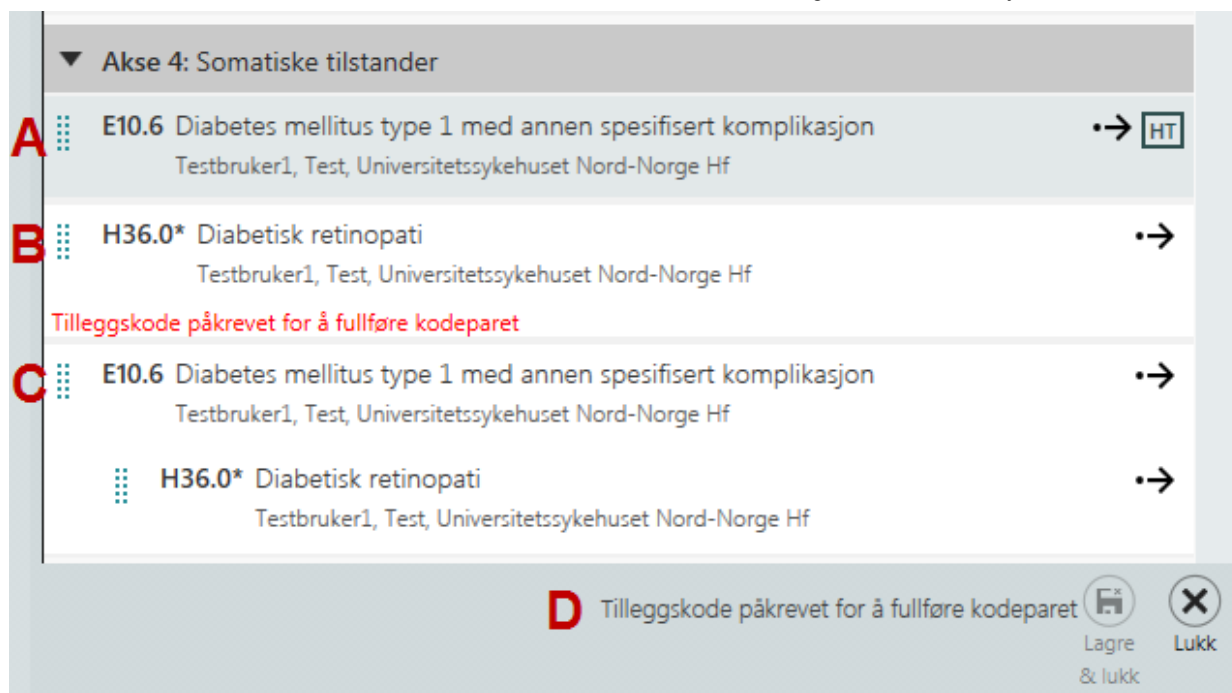 Akse 4: Somatiske tilstander
A E10.6 Diabetes mellitus type 1 med annen spesifisert komplikasjon HT
Testbruker1, Test, Universitetssykehuset Nord-Norge Hf
B H36.0* Diabetisk retinopati
Testbruker1, Test, Universitetssykehuset Nord-Norge Hf
Tilleggskode påkrevet for å fullføre kodeparet
C E10.6 Diabetes mellitus type 1 med annen spesifisert komplikasjon
Testbruker1, Test, Universitetssykehuset Nord-Norge Hf
H36.0* Diabetisk retinopati
Testbruker1, Test, Universitetssykehuset Nord-Norge Hf
D Tilleggskode påkrevet for å fullføre kodeparet
Lagre & lukk
Lukk